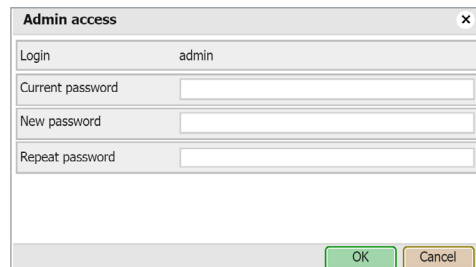 Admin access
Login admin
Current password
New password
Repeat password
OK Cancel